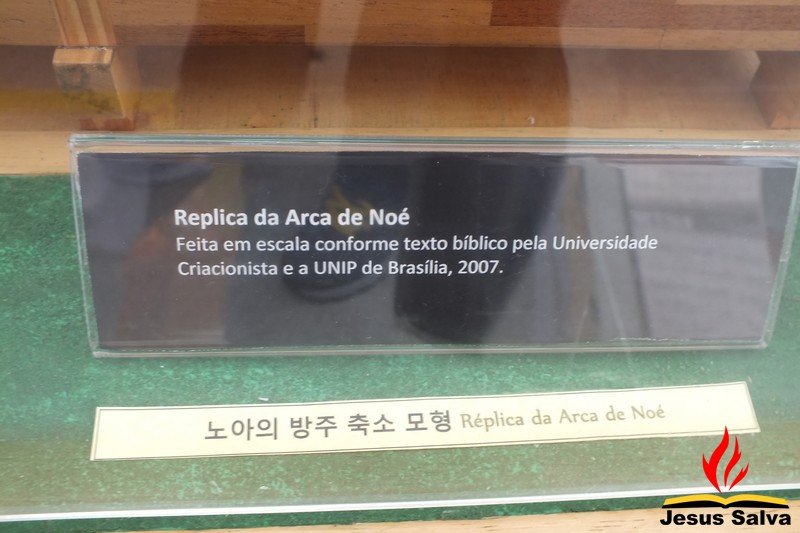 Replica da Arca de Noé
Feita em escala conforme texto bíblico pela Universidade
Criacionista e a UNIP de Brasília, 2007.
노아의 방주 축소 모형 Réplica da Arca de Noé
Jesus Salva